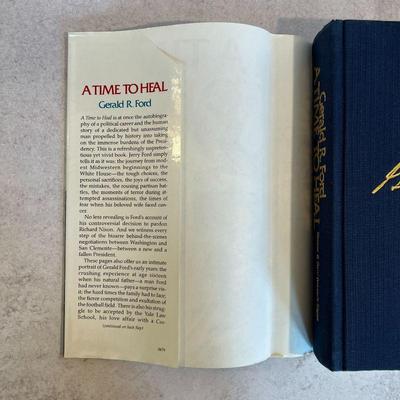 A TIME TO HEAL
Gerald R. Ford
A Time to Heal is at once the autobiogra-
phy of a political career and the human
story of a dedicated but unassuming
man propelled by history into taking
on the immense burdens of the Presi-
dency. This is a refreshingly unpreten-
tious yet vivid book. Jerry Ford simply
tells it as it was; the journey from mod-
est Midwestern beginnings to the
White House—the tough choices, the
personal sacrifices, the joys of success,
the mistakes, the rousing partisan bat-
tles, the moments of terror during at-
tempted assassinations, the times of
fear when his beloved wife faced can-
cer.
No less revealing is Ford's account of
his controversial decision to pardon
Richard Nixon. And we witness every
step of the bizarre behind-the-scenes
negotiations between Washington and
San Clemente—between a new and a
fallen President.
These pages also offer us an intimate
portrait of Gerald Ford's early years: the
crushing experience at age sixteen
when his natural father—a man Ford
had never known—pays a surprise vis-
it; the hard times the family had to face;
the fierce competition and exultation of
the football field. There is also his strug-
gle to be accepted by the Yale Law
School, his love affair with a Cos-
(continued on back flap)
Gerald R. Ford
A TIME TO HEAL